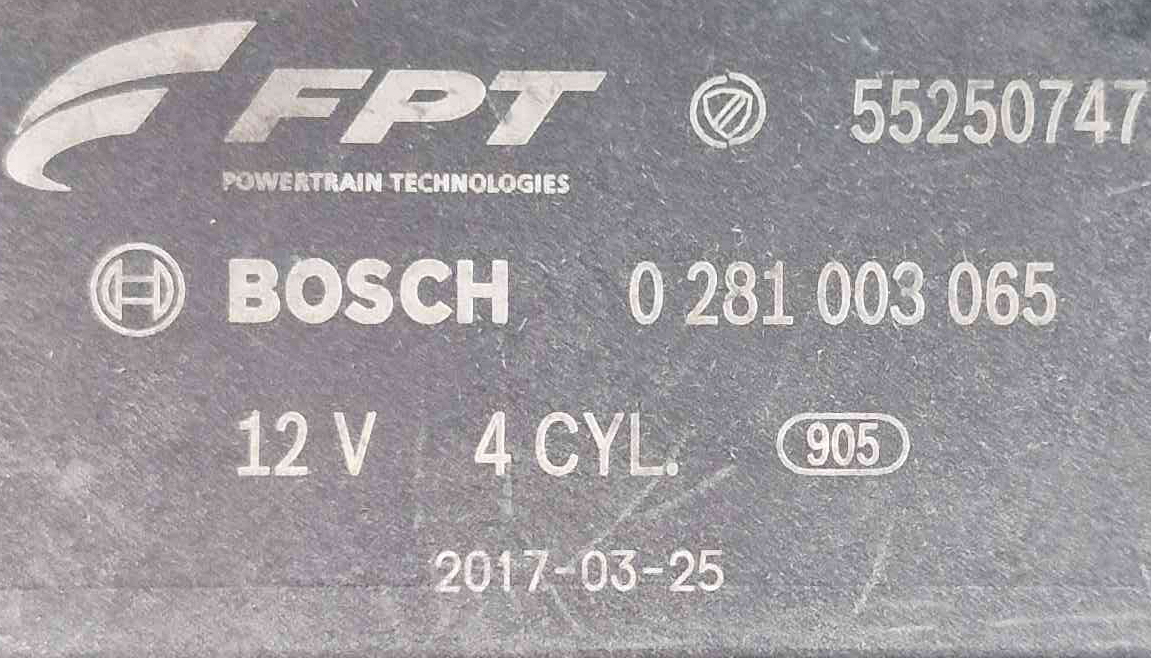 FPT 55250747
POWERTRAIN TECHNOLOGIES
BOSCH 0 281 003 065
12 V 4 CYL. 905
2017-03-25